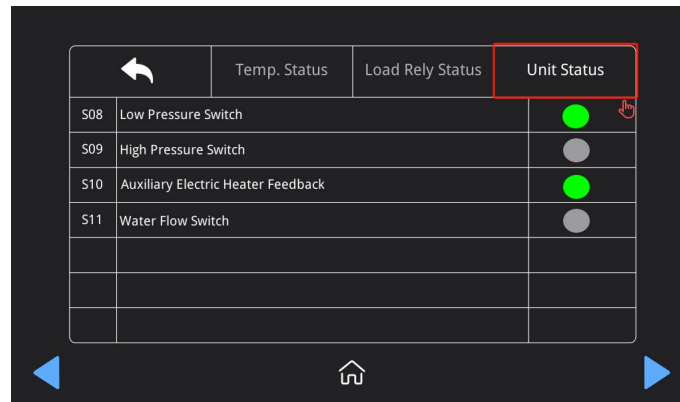 Temp. Status Load Rely Status Unit Status
S08 Low Pressure Switch
S09 High Pressure Switch
S10 Auxiliary Electric Heater Feedback
S11 Water Flow Switch